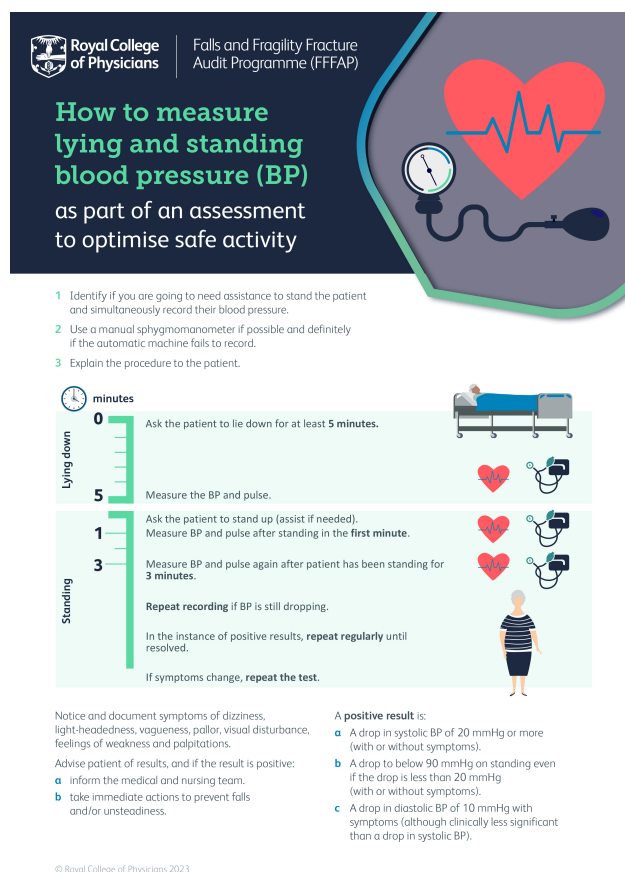 Royal College
of Physicians
Falls and Fragility Fracture
Audit Programme (FFFAP)
How to measure
lying and standing
blood pressure (BP)
as part of an assessment
to optimise safe activity
1 Identify if you are going to need assistance to stand the patient
and simultaneously record their blood pressure.
2 Use a manual sphygmomanometer if possible and definitely
if the automatic machine fails to record.
3 Explain the procedure to the patient.
minutes
Lying down
0
Ask the patient to lie down for at least 5 minutes.
5
Measure the BP and pulse.
Standing
Ask the patient to stand up (assist if needed).
1
Measure BP and pulse after standing in the first minute.
3
Measure BP and pulse again after patient has been standing for
3 minutes.
Repeat recording if BP is still dropping.
In the instance of positive results, repeat regularly until
resolved.
If symptoms change, repeat the test.
Notice and document symptoms of dizziness,
light-headedness, vagueness, pallor, visual disturbance,
feelings of weakness and palpitations.
Advise patient of results, and if the result is positive:
a inform the medical and nursing team.
b take immediate actions to prevent falls
and/or unsteadiness.
A positive result is:
a A drop in systolic BP of 20 mmHg or more
(with or without symptoms).
b A drop to below 90 mmHg on standing even
if the drop is less than 20 mmHg
(with or without symptoms).
c A drop in diastolic BP of 10 mmHg with
symptoms (although clinically less significant
than a drop in systolic BP).
© Royal College of Physicians 2023